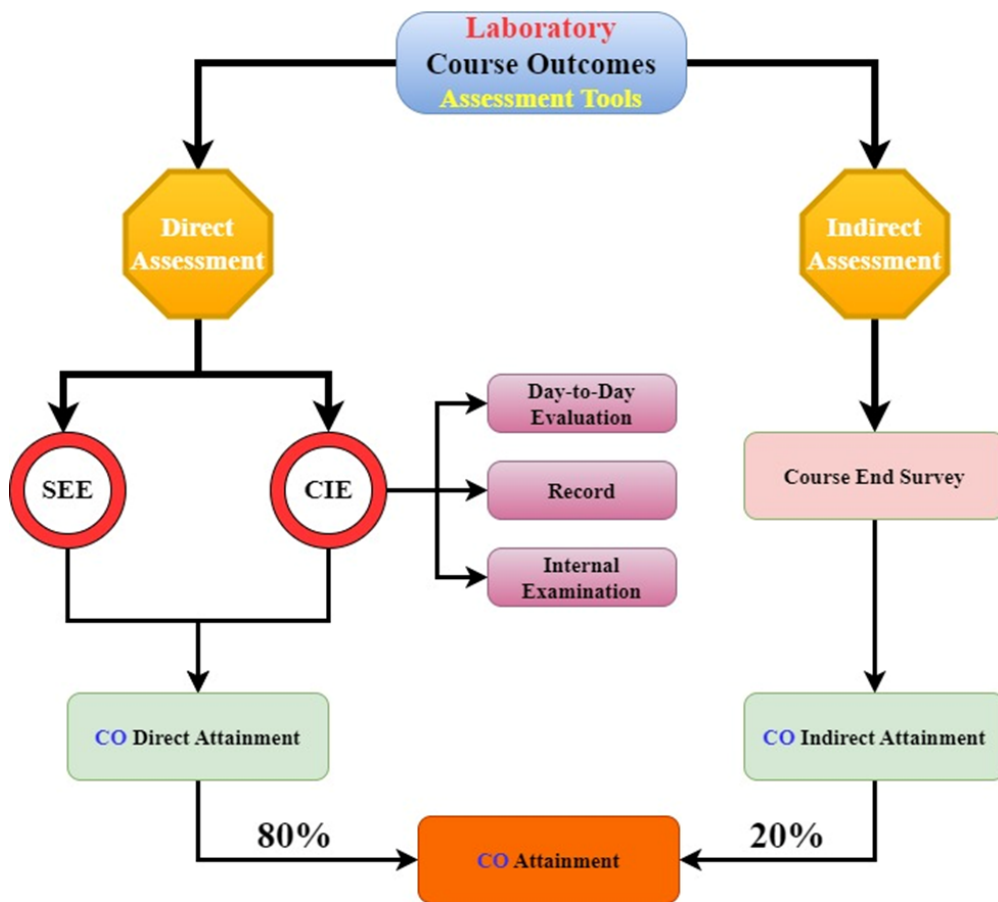 Laboratory
Course Outcomes
Assessment Tools
Direct
Assessment
Indirect
Assessment
SEE
CIE
Day-to-Day
Evaluation
Record
Internal
Examination
Course End Survey
CO Direct Attainment
CO Indirect Attainment
80%
20%
CO Attainment